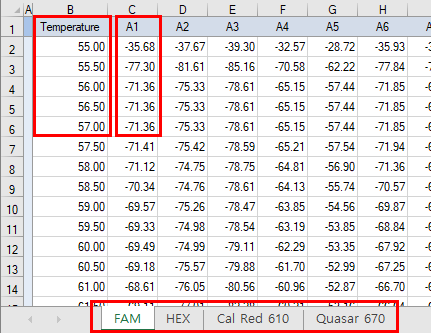 A B C D E F G H
1 Temperature A1 A2 A3 A4 A5 A6
2 55.00 -35.68 -37.67 -39.30 -32.57 -28.72 -35.93
3 55.50 -77.30 -81.61 -85.16 -70.58 -62.22 -77.84
4 56.00 -71.36 -75.33 -78.61 -65.15 -57.44 -71.85
5 56.50 -71.36 -75.33 -78.61 -65.15 -57.44 -71.86
6 57.00 -71.36 -75.33 -78.61 -65.15 -57.44 -71.86
7 57.50 -71.41 -75.42 -78.59 -65.21 -57.54 -71.94
8 58.00 -71.12 -74.75 -78.75 -64.81 -56.90 -71.36
9 58.50 -70.34 -74.76 -78.61 -64.13 -55.74 -70.57
10 59.00 -69.57 -75.26 -78.47 -63.85 -54.56 -69.87
11 59.50 -69.33 -74.98 -78.54 -63.19 -53.85 -68.84
12 60.00 -69.49 -74.99 -79.11 -62.29 -53.35 -67.92
13 60.50 -69.18 -75.57 -79.88 -61.70 -52.99 -67.25
14 61.00 -68.61 -76.05 -80.56 -60.96 -52.87 -66.70
FAM HEX Cal Red 610 Quasar 670